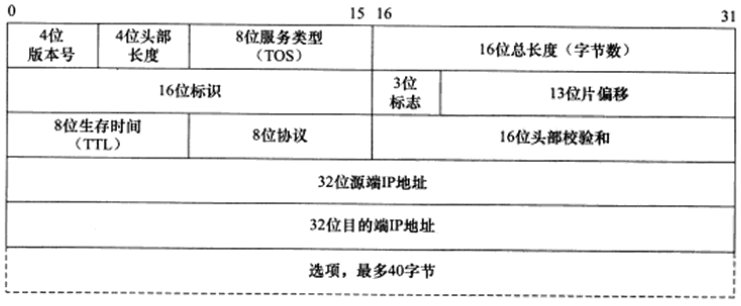 0 15 16 31
4位 4位头部 8位服务类型 16位总长度（字节数）
版本号 长度 （TOS）
16位标识 3位 13位片偏移
标志
8位生存时间 8位协议 16位头部校验和
（TTL）
32位源端IP地址
32位目的端IP地址
选项，最多40字节